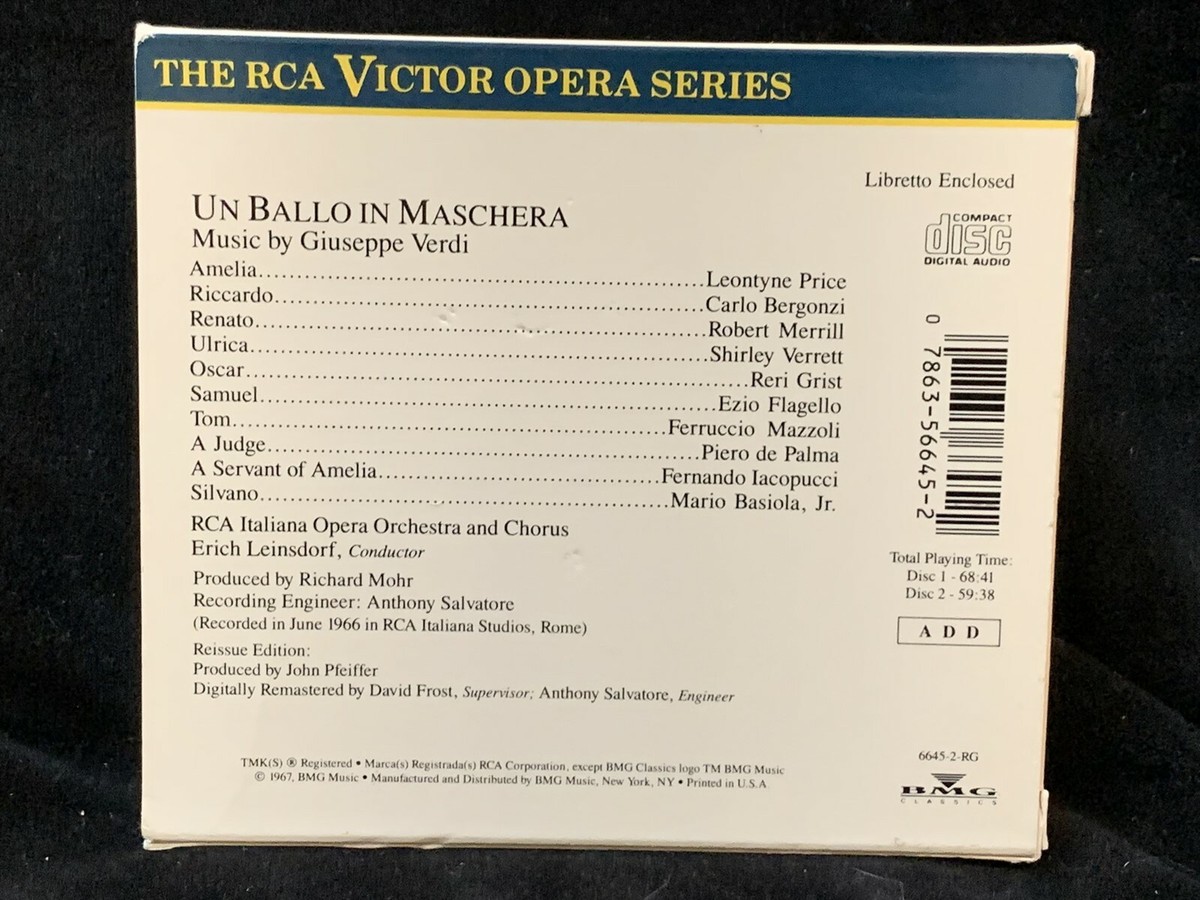 THE RCA VICTOR OPERA SERIES
Libretto Enclosed
COMPACT
disc
DIGITAL AUDIO
UN BALLO IN MASCHERA
Music by Giuseppe Verdi
Amelia..........Leontyne Price
Riccardo..........Carlo Bergonzi
Renato..........Robert Merrill
Ulrica..........Shirley Verrett
Oscar..........Reri Grist
Samuel..........Ezio Flagello
Tom..........Ferruccio Mazzoli
A Judge..........Piero de Palma
A Servant of Amelia..........Fernando Iacopucci
Silvano..........Mario Basiola, Jr.
RCA Italiana Opera Orchestra and Chorus
Erich Leinsdorf, Conductor
Produced by Richard Mohr
Recording Engineer: Anthony Salvatore
(Recorded in June 1966 in RCA Italiana Studios, Rome)
Reissue Edition:
Produced by John Pfeiffer
Digitally Remastered by David Frost, Supervisor; Anthony Salvatore, Engineer
0 7863-56645-2
Total Playing Time:
Disc 1 - 68:41
Disc 2 - 59:38
A D D
TMK(S) ® Registered • Marca(s) Registrada(s) RCA Corporation, except BMG Classics logo TM BMG Music
© 1967, BMG Music • Manufactured and Distributed by BMG Music, New York, NY • Printed in U.S.A
6645-2-RG
BMG
CLASSICS